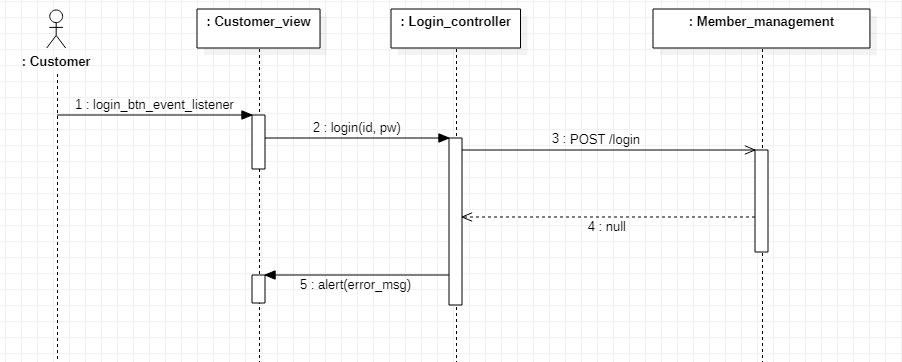 : Customer_view
: Login_controller
: Member_management
: Customer
1 : login_btn_event_listener
2 : login(id, pw)
3 : POST /login
4 : null
5 : alert(error_msg)